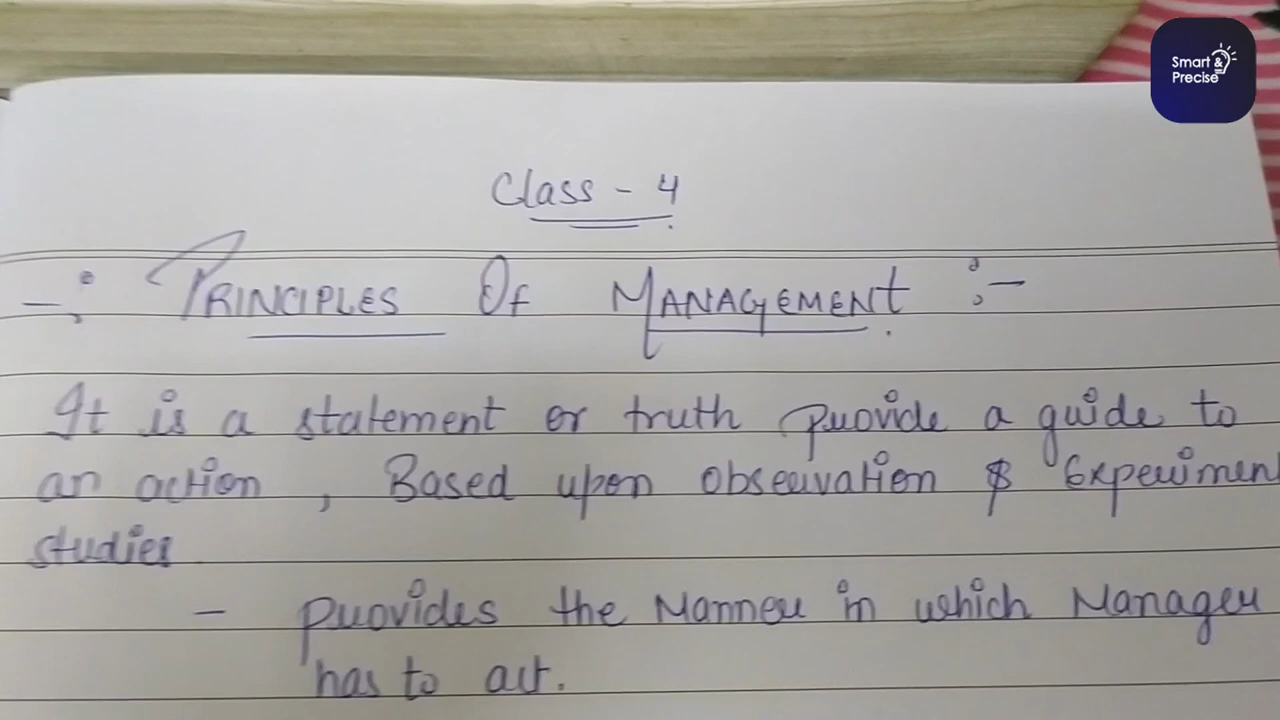 Smart &
Precise
Class - 4
-: PRINCIPLES Of MANAGEMENT :-
It is a statement or truth provide a guide to
an action , Based upon observation & Experimen
studies
- provides the Manner in which Manager
has to act.